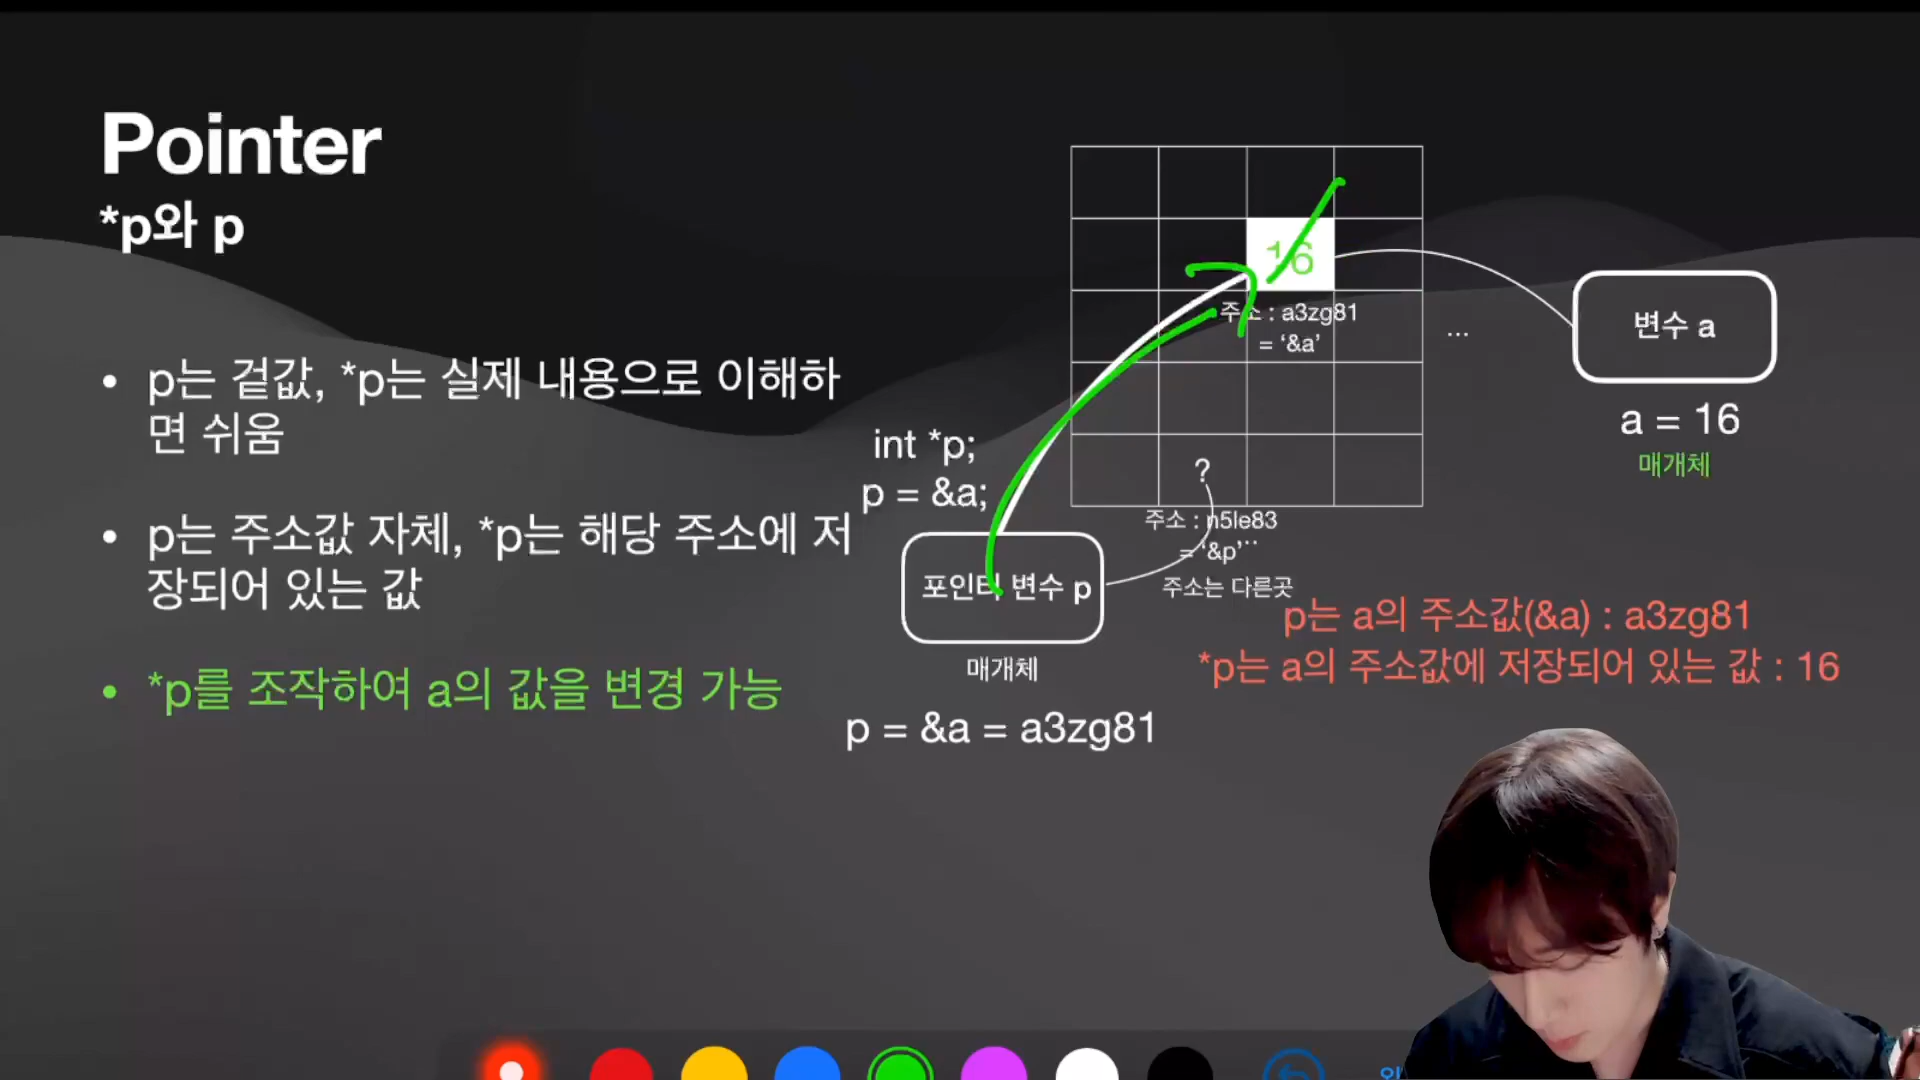 Pointer
*p와 p
• p는 겉값, *p는 실제 내용으로 이해하
면 쉬움
• p는 주소값 자체, *p는 해당 주소에 저
장되어 있는 값
• *p를 조작하여 a의 값을 변경 가능
int *p;
p = &a;
포인터 변수 p
매개체
p = &a = a3zg81
16
주소 : a3zg81
= ‘&a’
...
변수 a
a = 16
매개체
?
주소 : n5le83
= ‘&p’
주소는 다른곳
p는 a의 주소값(&a) : a3zg81
*p는 a의 주소값에 저장되어 있는 값 : 16